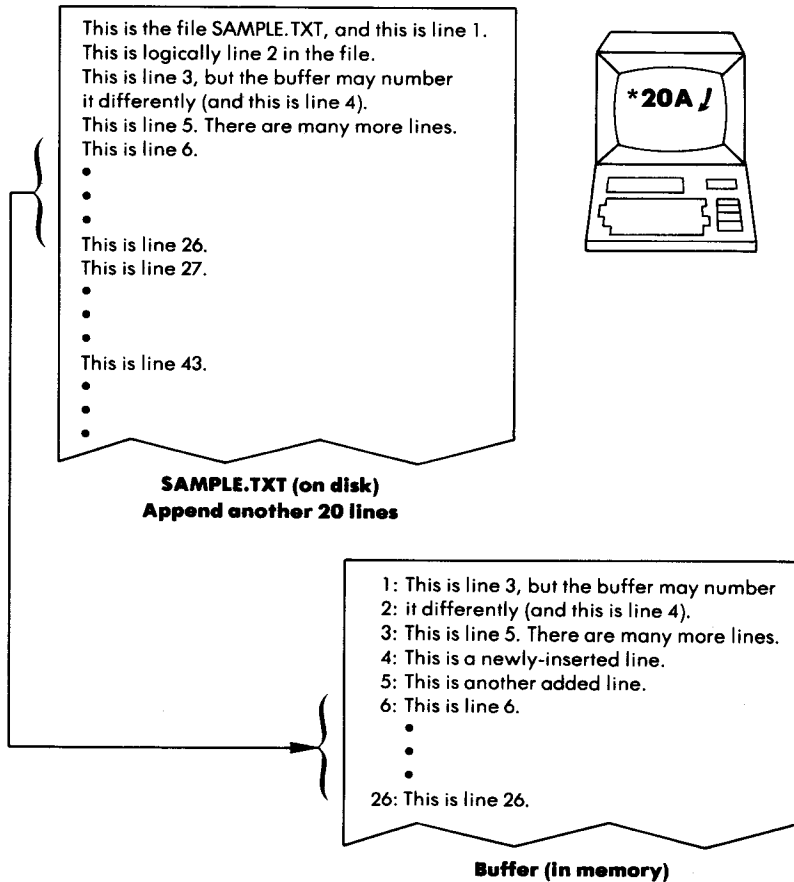 This is the file SAMPLE.TXT, and this is line 1.
This is logically line 2 in the file.
This is line 3, but the buffer may number
it differently (and this is line 4).
This is line 5. There are many more lines.
This is line 6.
•
•
•
This is line 26.
This is line 27.
•
•
•
This is line 43.
•
•
•
*20A ↙
SAMPLE.TXT (on disk)
Append another 20 lines
1: This is line 3, but the buffer may number
2: it differently (and this is line 4).
3: This is line 5. There are many more lines.
4: This is a newly-inserted line.
5: This is another added line.
6: This is line 6.
•
•
•
26: This is line 26.
Buffer (in memory)